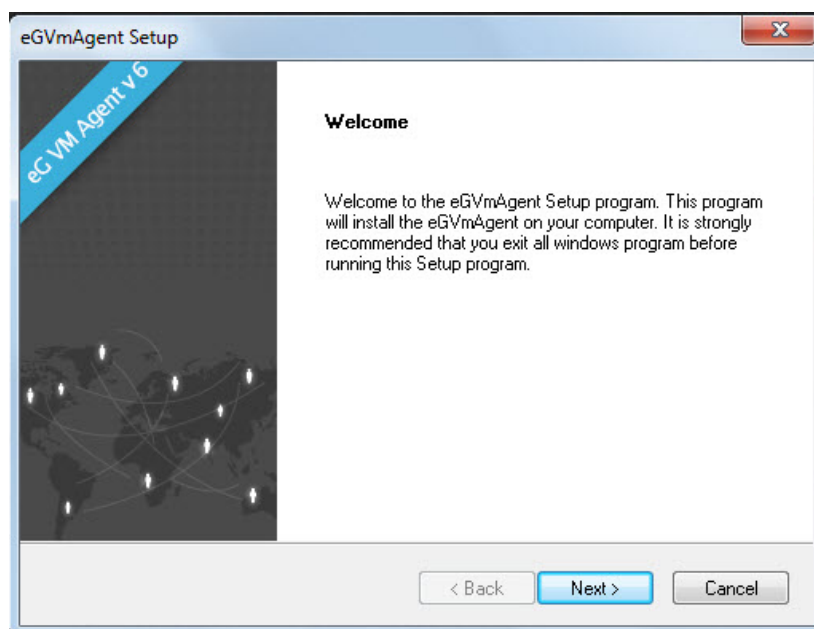 eGVmAgent Setup
eG VM Agent v 6
Welcome
Welcome to the eGVmAgent Setup program. This program
will install the eGVmAgent on your computer. It is strongly
recommended that you exit all windows program before
running this Setup program.
< Back
Next >
Cancel